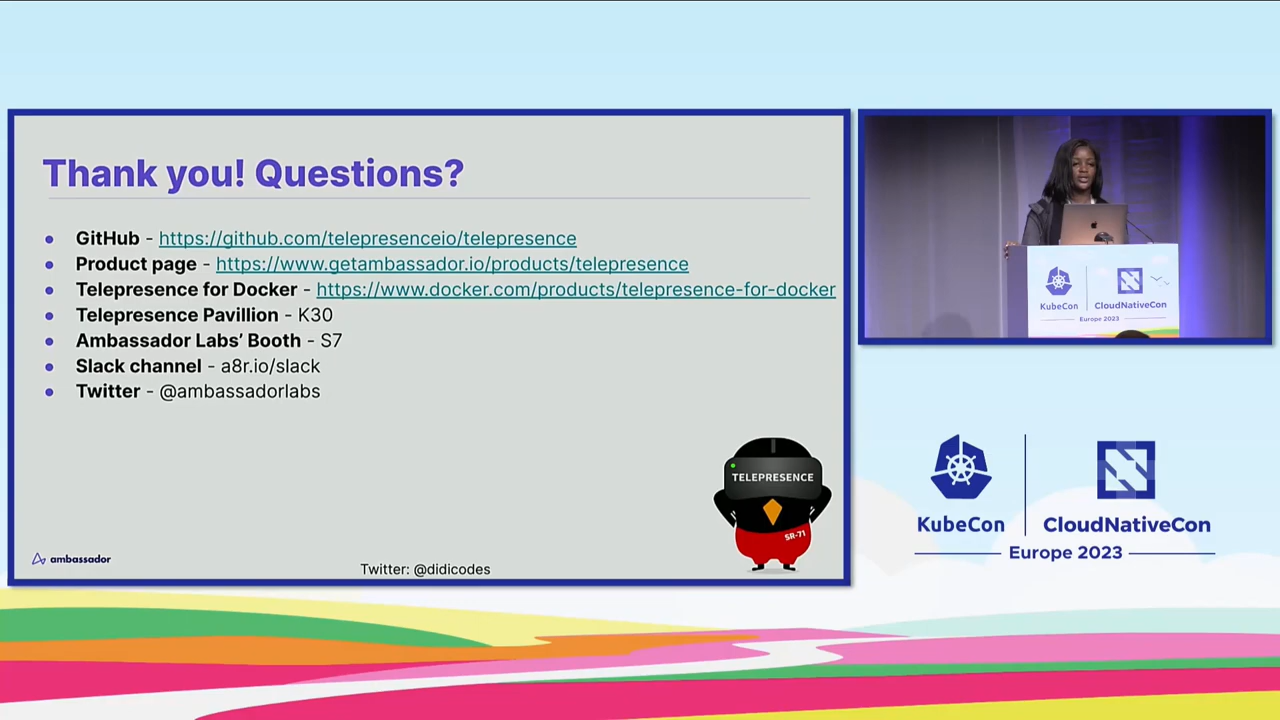 Thank you! Questions?
GitHub - https://github.com/telepresenceio/telepresence
Product page - https://www.getambassador.io/products/telepresence
Telepresence for Docker - https://www.docker.com/products/telepresence-for-docker
Telepresence Pavillion - K30
Ambassador Labs’ Booth - S7
Slack channel - a8r.io/slack
Twitter - @ambassadorlabs
TELEPRESENCE
SR-71
ambassador
Twitter: @didicodes
KubeCon
CloudNativeCon
Europe 2023
KubeCon
CloudNativeCon
Europe 2023